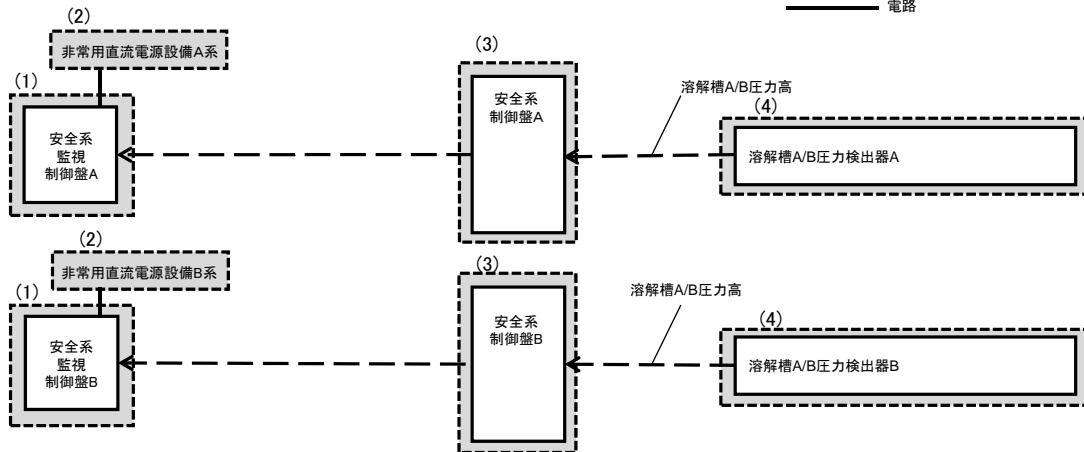 電路
(2)
非常用直流電源設備A系
(1)
安全系
監視
制御盤A
(3)
安全系
制御盤A
溶解槽A/B圧力高
(4)
溶解槽A/B圧力検出器A
(2)
非常用直流電源設備B系
(1)
安全系
監視
制御盤B
(3)
安全系
制御盤B
溶解槽A/B圧力高
(4)
溶解槽A/B圧力検出器B